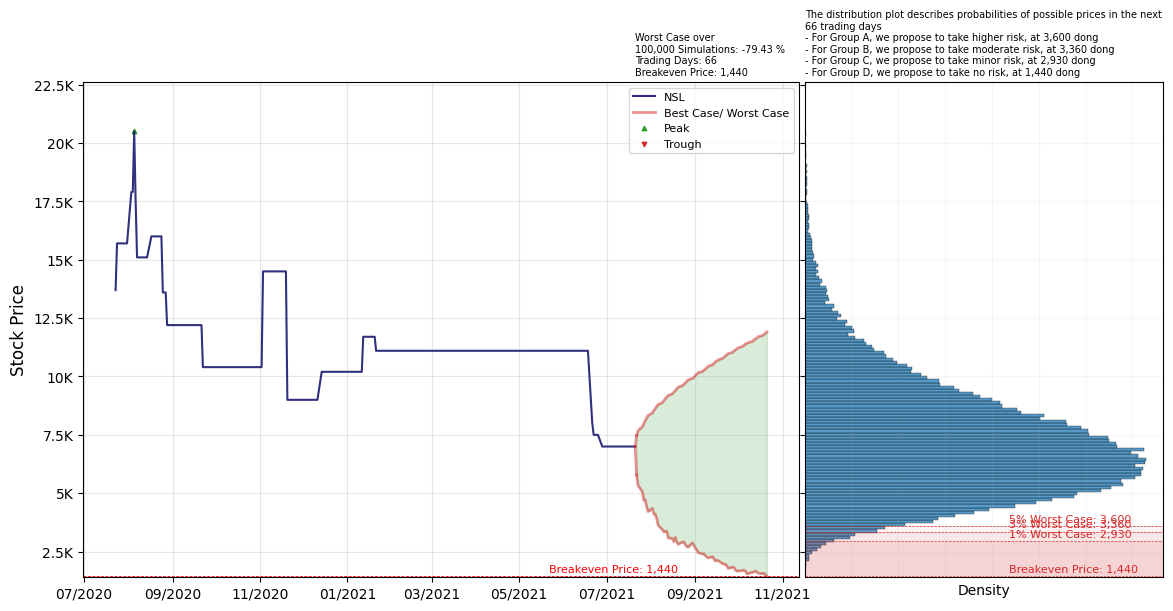 The distribution plot describes probabilities of possible prices in the next
66 trading days
- For Group A, we propose to take higher risk, at 3,600 dong
- For Group B, we propose to take moderate risk, at 3,360 dong
- For Group C, we propose to take minor risk, at 2,930 dong
- For Group D, we propose to take no risk, at 1,440 dong
Worst Case over
100,000 Simulations: -79.43 %
Trading Days: 66
Breakeven Price: 1,440
NSL
Best Case/ Worst Case
Peak
Trough
Stock Price
22.5K
20K
17.5K
15K
12.5K
10K
7.5K
5K
2.5K
Breakeven Price: 1,440
07/2020
09/2020
11/2020
01/2021
03/2021
05/2021
07/2021
09/2021
11/2021
5% Worst Case: 3,600
3% Worst Case: 3,360
1% Worst Case: 2,930
Breakeven Price: 1,440
Density